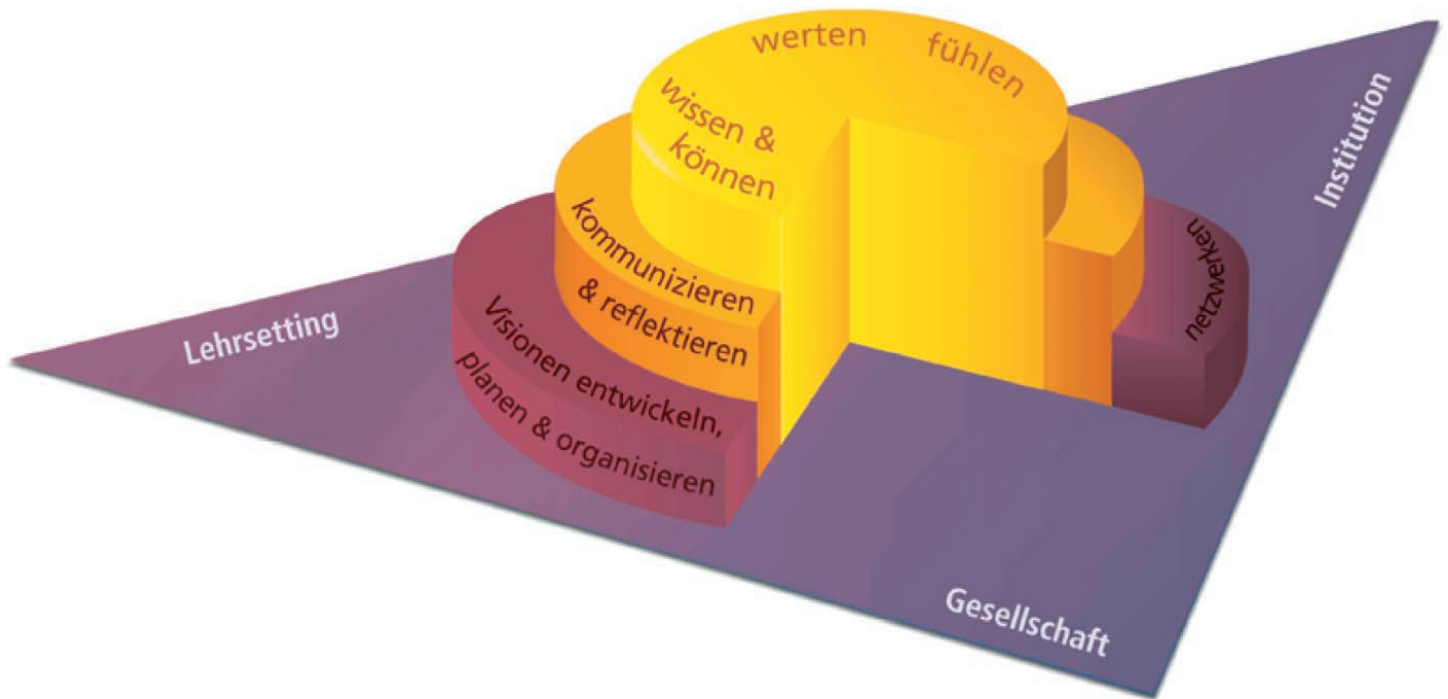 werten fühlen
wissen &
können
kommunizieren
& reflektieren
Visionen entwickeln,
planen & organisieren
netzwerken
Lehrsetting
Institution
Gesellschaft